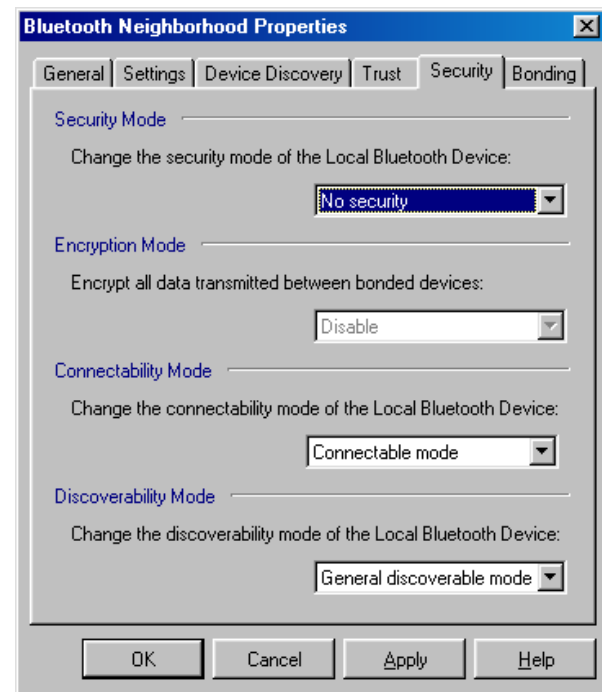 Bluetooth Neighborhood Properties
General Settings Device Discovery Trust Security Bonding
Security Mode
Change the security mode of the Local Bluetooth Device:
No security
Encryption Mode
Encrypt all data transmitted between bonded devices:
Disable
Connectability Mode
Change the connectability mode of the Local Bluetooth Device:
Connectable mode
Discoverability Mode
Change the discoverability mode of the Local Bluetooth Device:
General discoverable mode
OK Cancel Apply Help